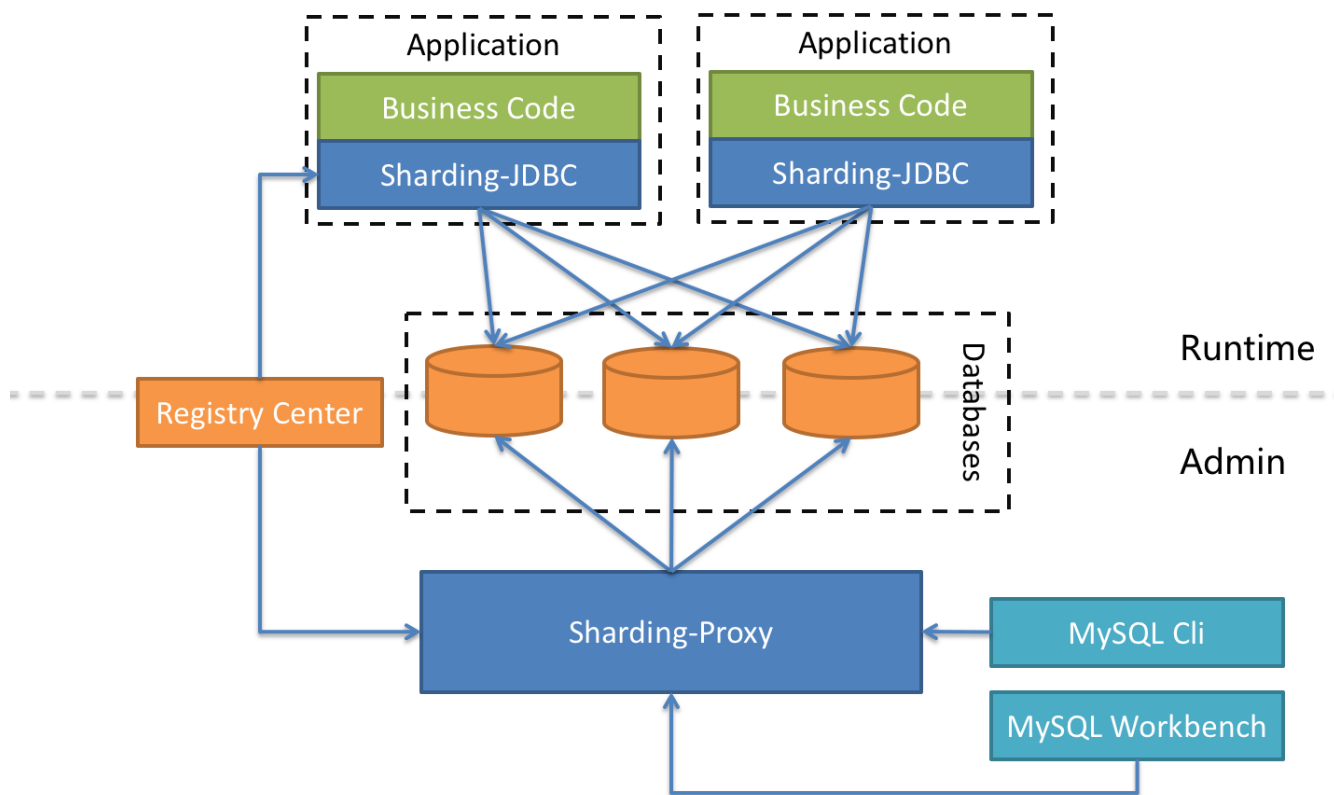 Application
Application
Business Code
Business Code
Sharding-JDBC
Sharding-JDBC
Databases
Runtime
Registry Center
Admin
Sharding-Proxy
MySQL Cli
MySQL Workbench